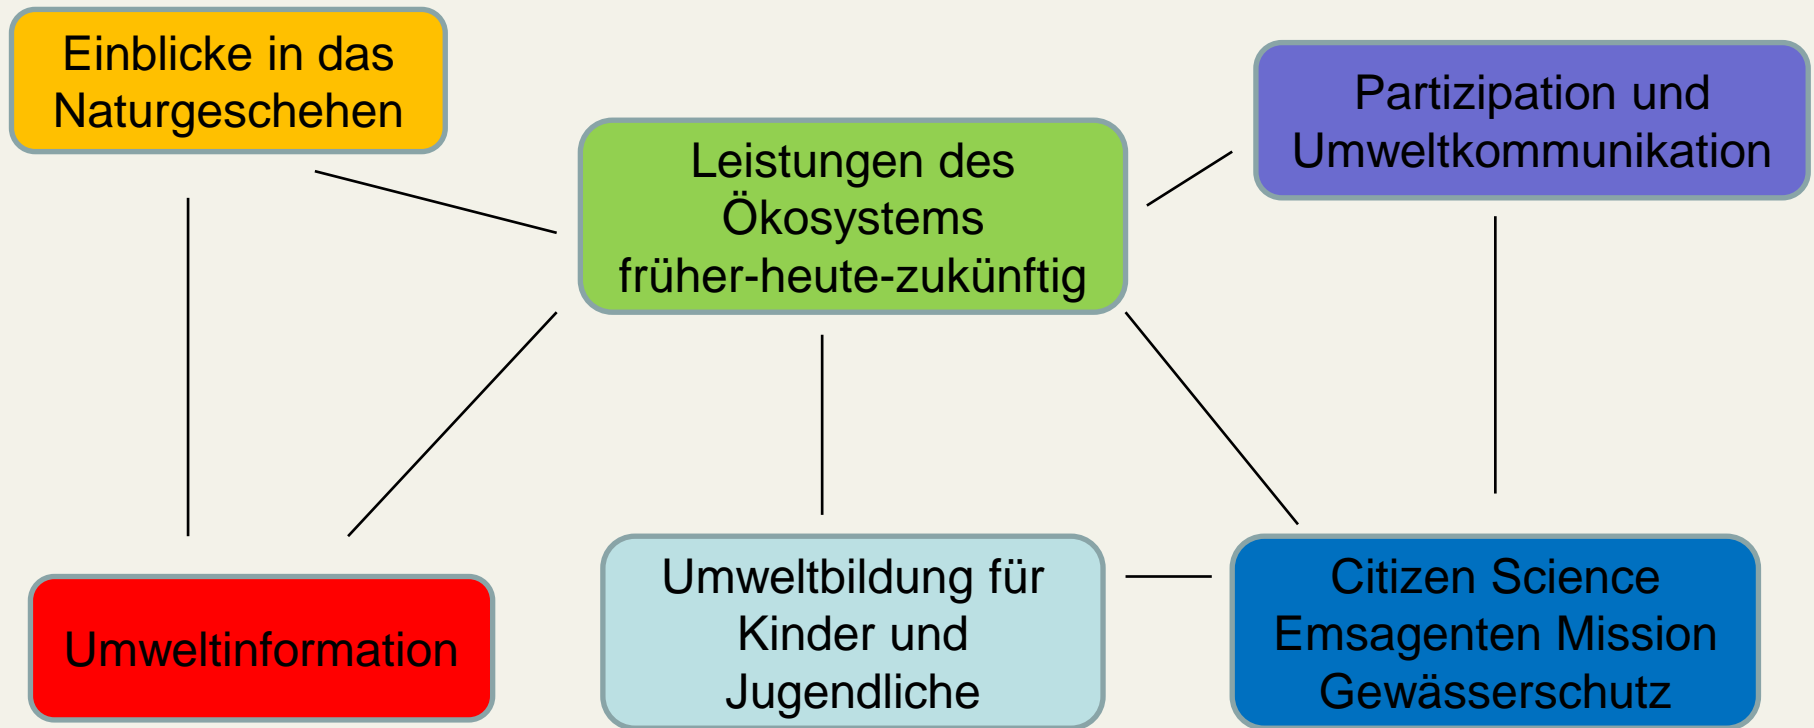 Einblicke in das
Naturgeschehen
Leistungen des
Ökosystems
früher-heute-zukünftig
Partizipation und
Umweltkommunikation
Umweltinformation
Umweltbildung für
Kinder und
Jugendliche
Citizen Science
Emsagenten Mission
Gewässerschutz